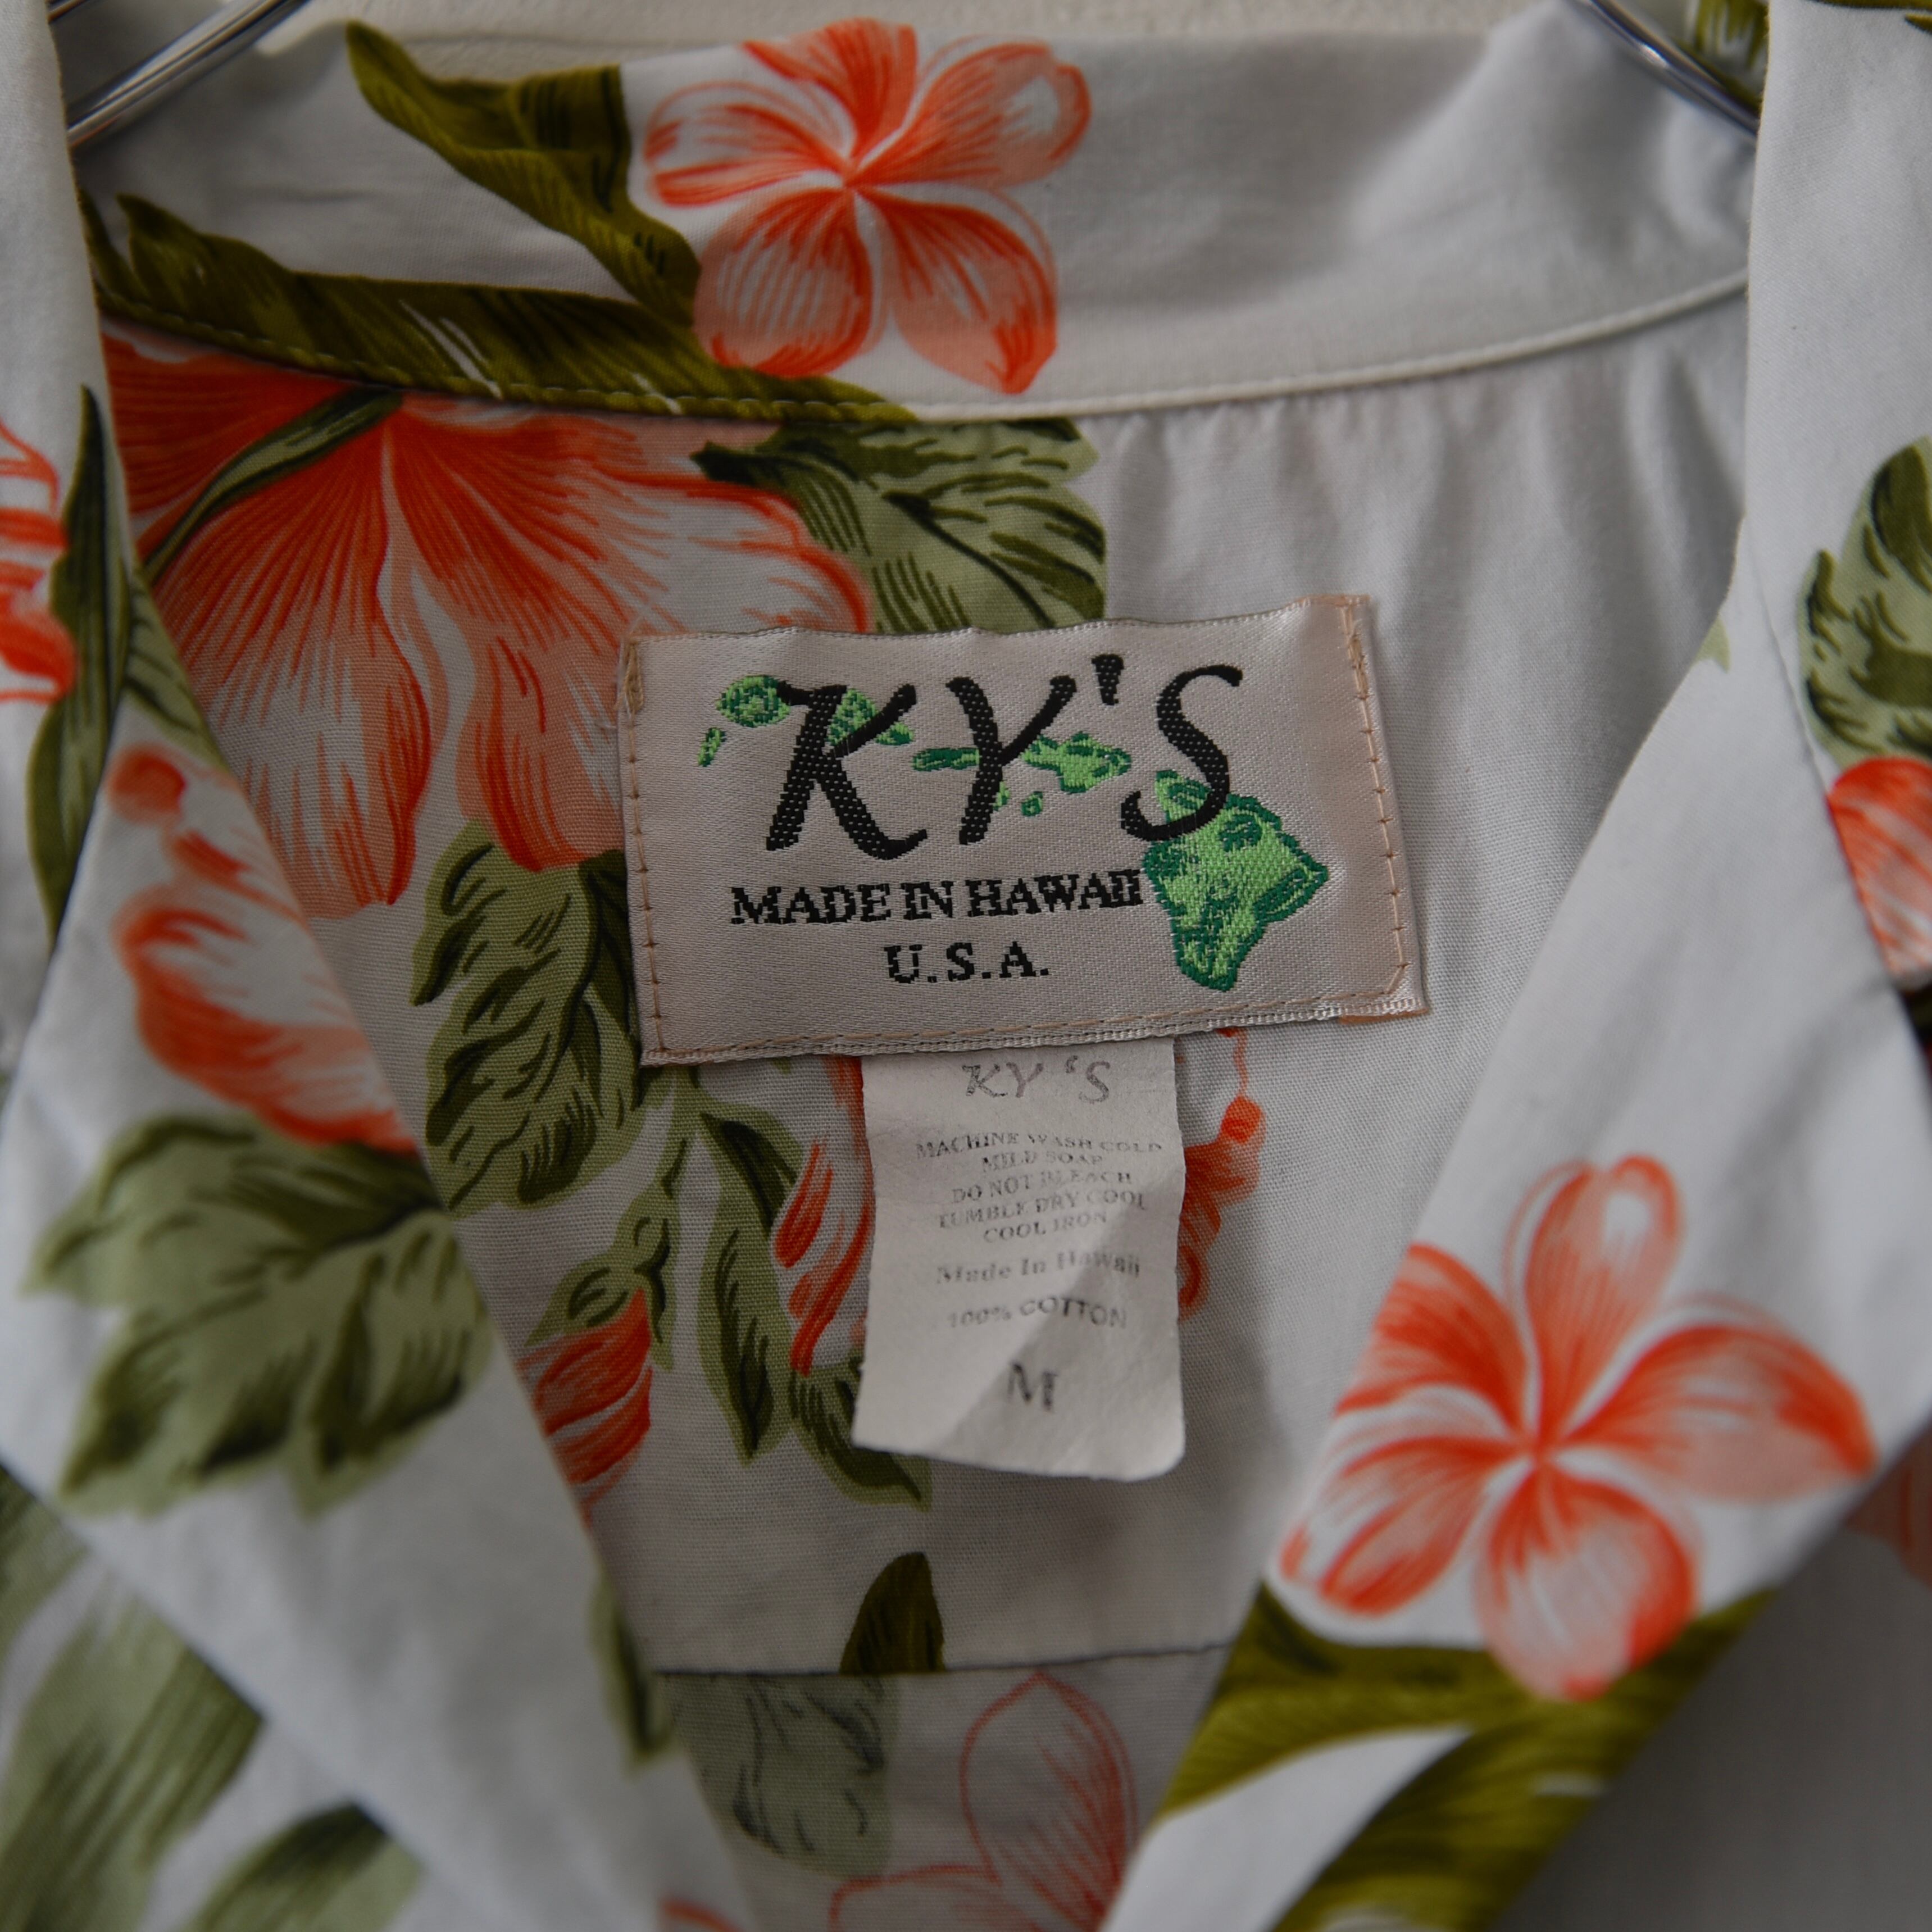 KY'S
MADE IN HAWAII
U.S.A.
KY 'S
MACHINE WASH COLD
MILD SOAP
DO NOT BLEACH
TUMBLE DRY COOL
COOL IRON
Made In Hawaii
100% COTTON
M